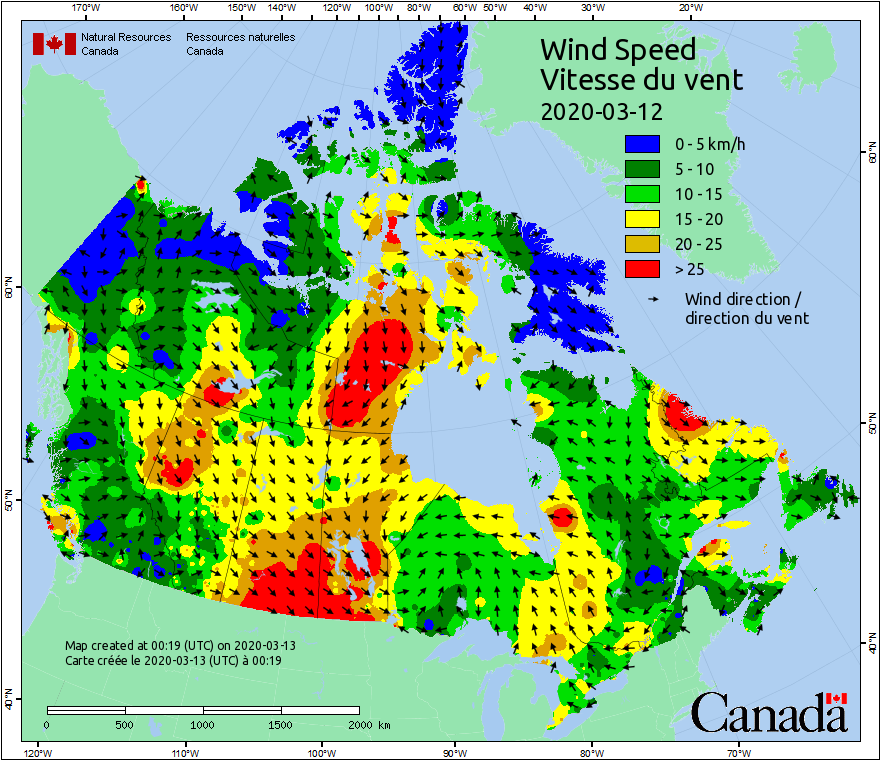 170°W 160°W 150°W 140°W 130°W 120°W 110°W 100°W 90°W 80°W 70°W 60°W 50°W 40°W 30°W 20°W
Natural Resources Ressources naturelles
Canada Canada
Wind Speed
Vitesse du vent
2020-03-12
0 - 5 km/h
5 - 10
10 - 15
15 - 20
20 - 25
> 25
Wind direction /
direction du vent
60°N
60°N
50°N
50°N
40°N
40°N
Map created at 00:19 (UTC) on 2020-03-13
Carte créée le 2020-03-13 (UTC) à 00:19
0 500 1000 1500 2000 km
Canada
120°W 110°W 100°W 90°W 80°W 70°W